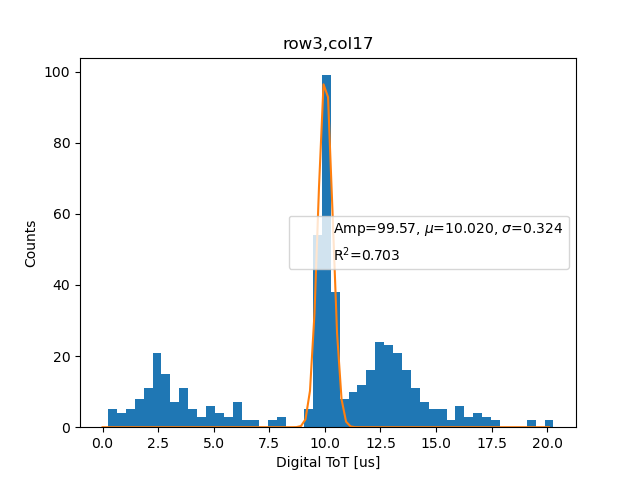 row3,col17
100
80
60
40
20
0
Counts
Amp=99.57, μ=10.020, σ=0.324
R²=0.703
0.0 2.5 5.0 7.5 10.0 12.5 15.0 17.5 20.0
Digital ToT [us]